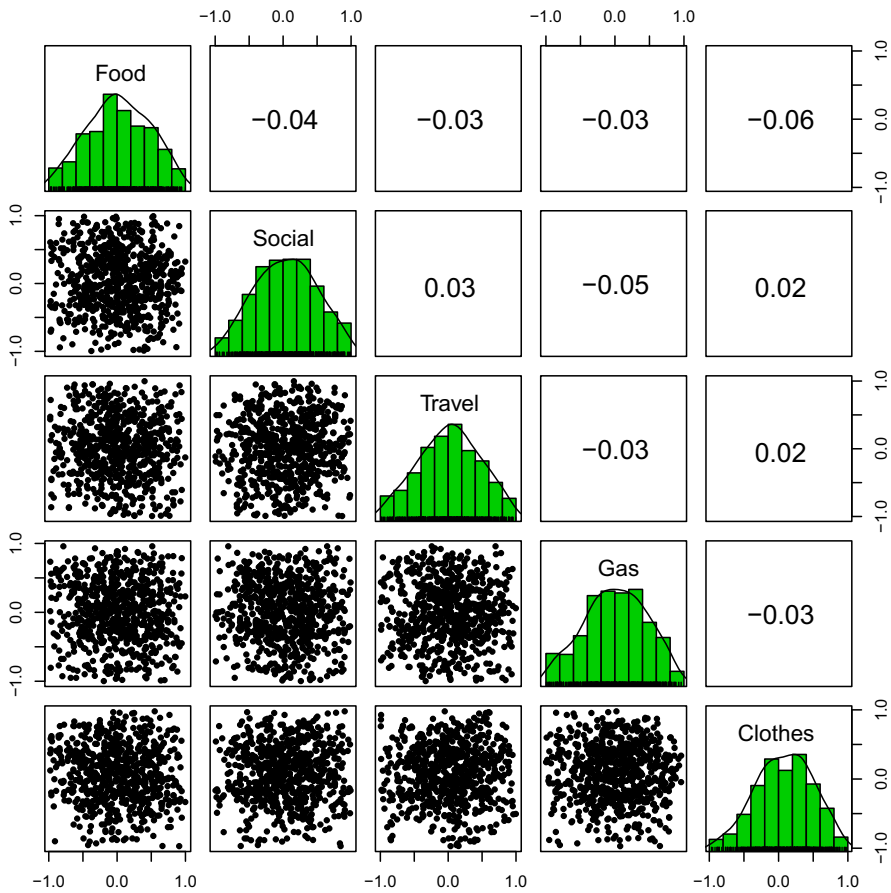 −1.0 0.0 1.0 −1.0 0.0 1.0
Food −0.04 −0.03 −0.03 −0.06 −1.0 0.0 1.0
−1.0 0.0 1.0 Social 0.03 −0.05 0.02
Travel −0.03 0.02 −1.0 0.0 1.0
−1.0 0.0 1.0 Gas −0.03
Clothes −1.0 0.0 1.0
−1.0 0.0 1.0 −1.0 0.0 1.0 −1.0 0.0 1.0